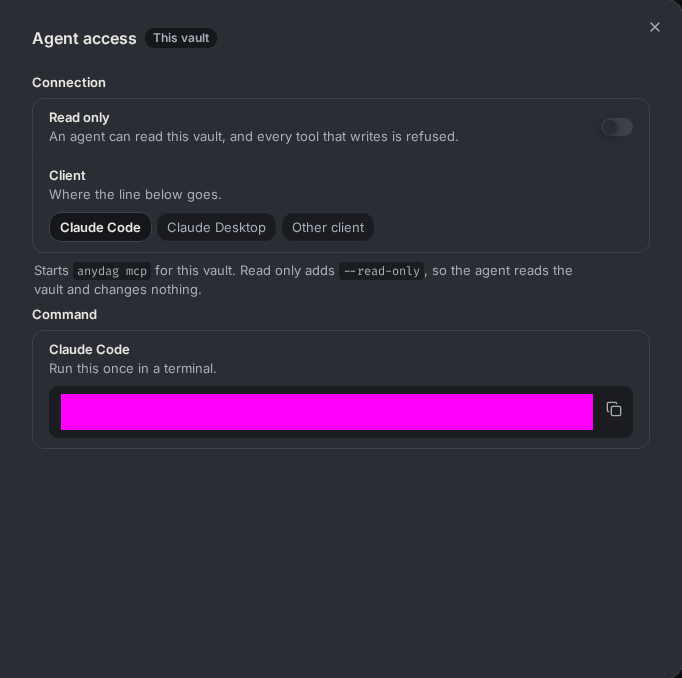 Agent access This vault
Connection
Read only
An agent can read this vault, and every tool that writes is refused.
Client
Where the line below goes.
Claude Code Claude Desktop Other client
Starts anydag mcp for this vault. Read only adds --read-only, so the agent reads the
vault and changes nothing.
Command
Claude Code
Run this once in a terminal.